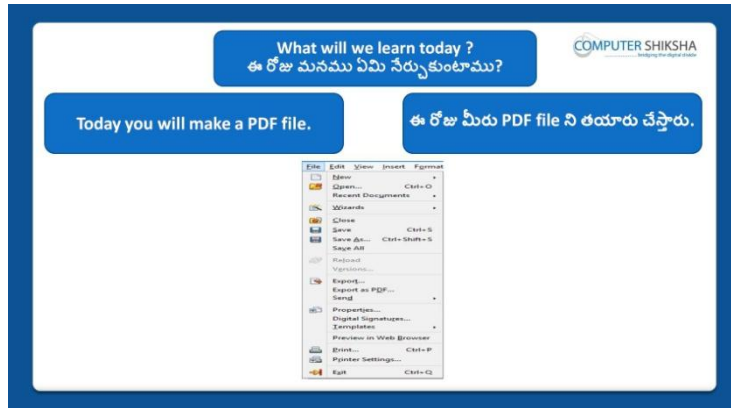 What will we learn today ?
ఈ రోజు మనము ఏమి నేర్చుకుంటాము?
COMPUTER SHIKSHA
bridging the digital divide
Today you will make a PDF file.
ఈ రోజు మీరు PDF file ని తయారు చేస్తారు.
File Edit View Insert Format
New
Open... Ctrl+O
Recent Documents
Wizards
Close
Save Ctrl+S
Save As... Ctrl+Shift+S
Save All
Reload
Versions...
Export...
Export as PDF...
Send
Properties...
Digital Signatures...
Templates
Preview in Web Browser
Print... Ctrl+P
Printer Settings...
Exit Ctrl+Q